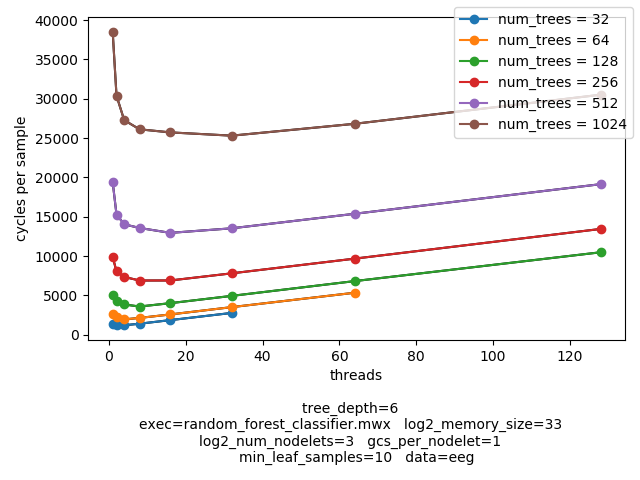 num_trees = 32
num_trees = 64
num_trees = 128
num_trees = 256
num_trees = 512
num_trees = 1024
40000
35000
30000
25000
20000
15000
10000
5000
0
cycles per sample
0 20 40 60 80 100 120
threads
tree_depth=6
exec=random_forest_classifier.mwx log2_memory_size=33
log2_num_nodelets=3 gcs_per_nodelet=1
min_leaf_samples=10 data=eeg